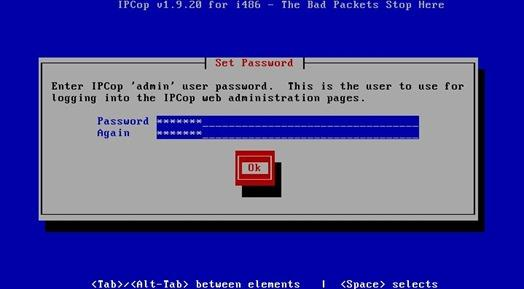 IPCop v1.9.20 for i486 - The Bad Packets Stop Here
Set Password
Enter IPCop 'admin' user password. This is the user to use for
logging into the IPCop web administration pages.
Password *******
Again *******
Ok
<Tab>/<Alt-Tab> between elements | <Space> selects